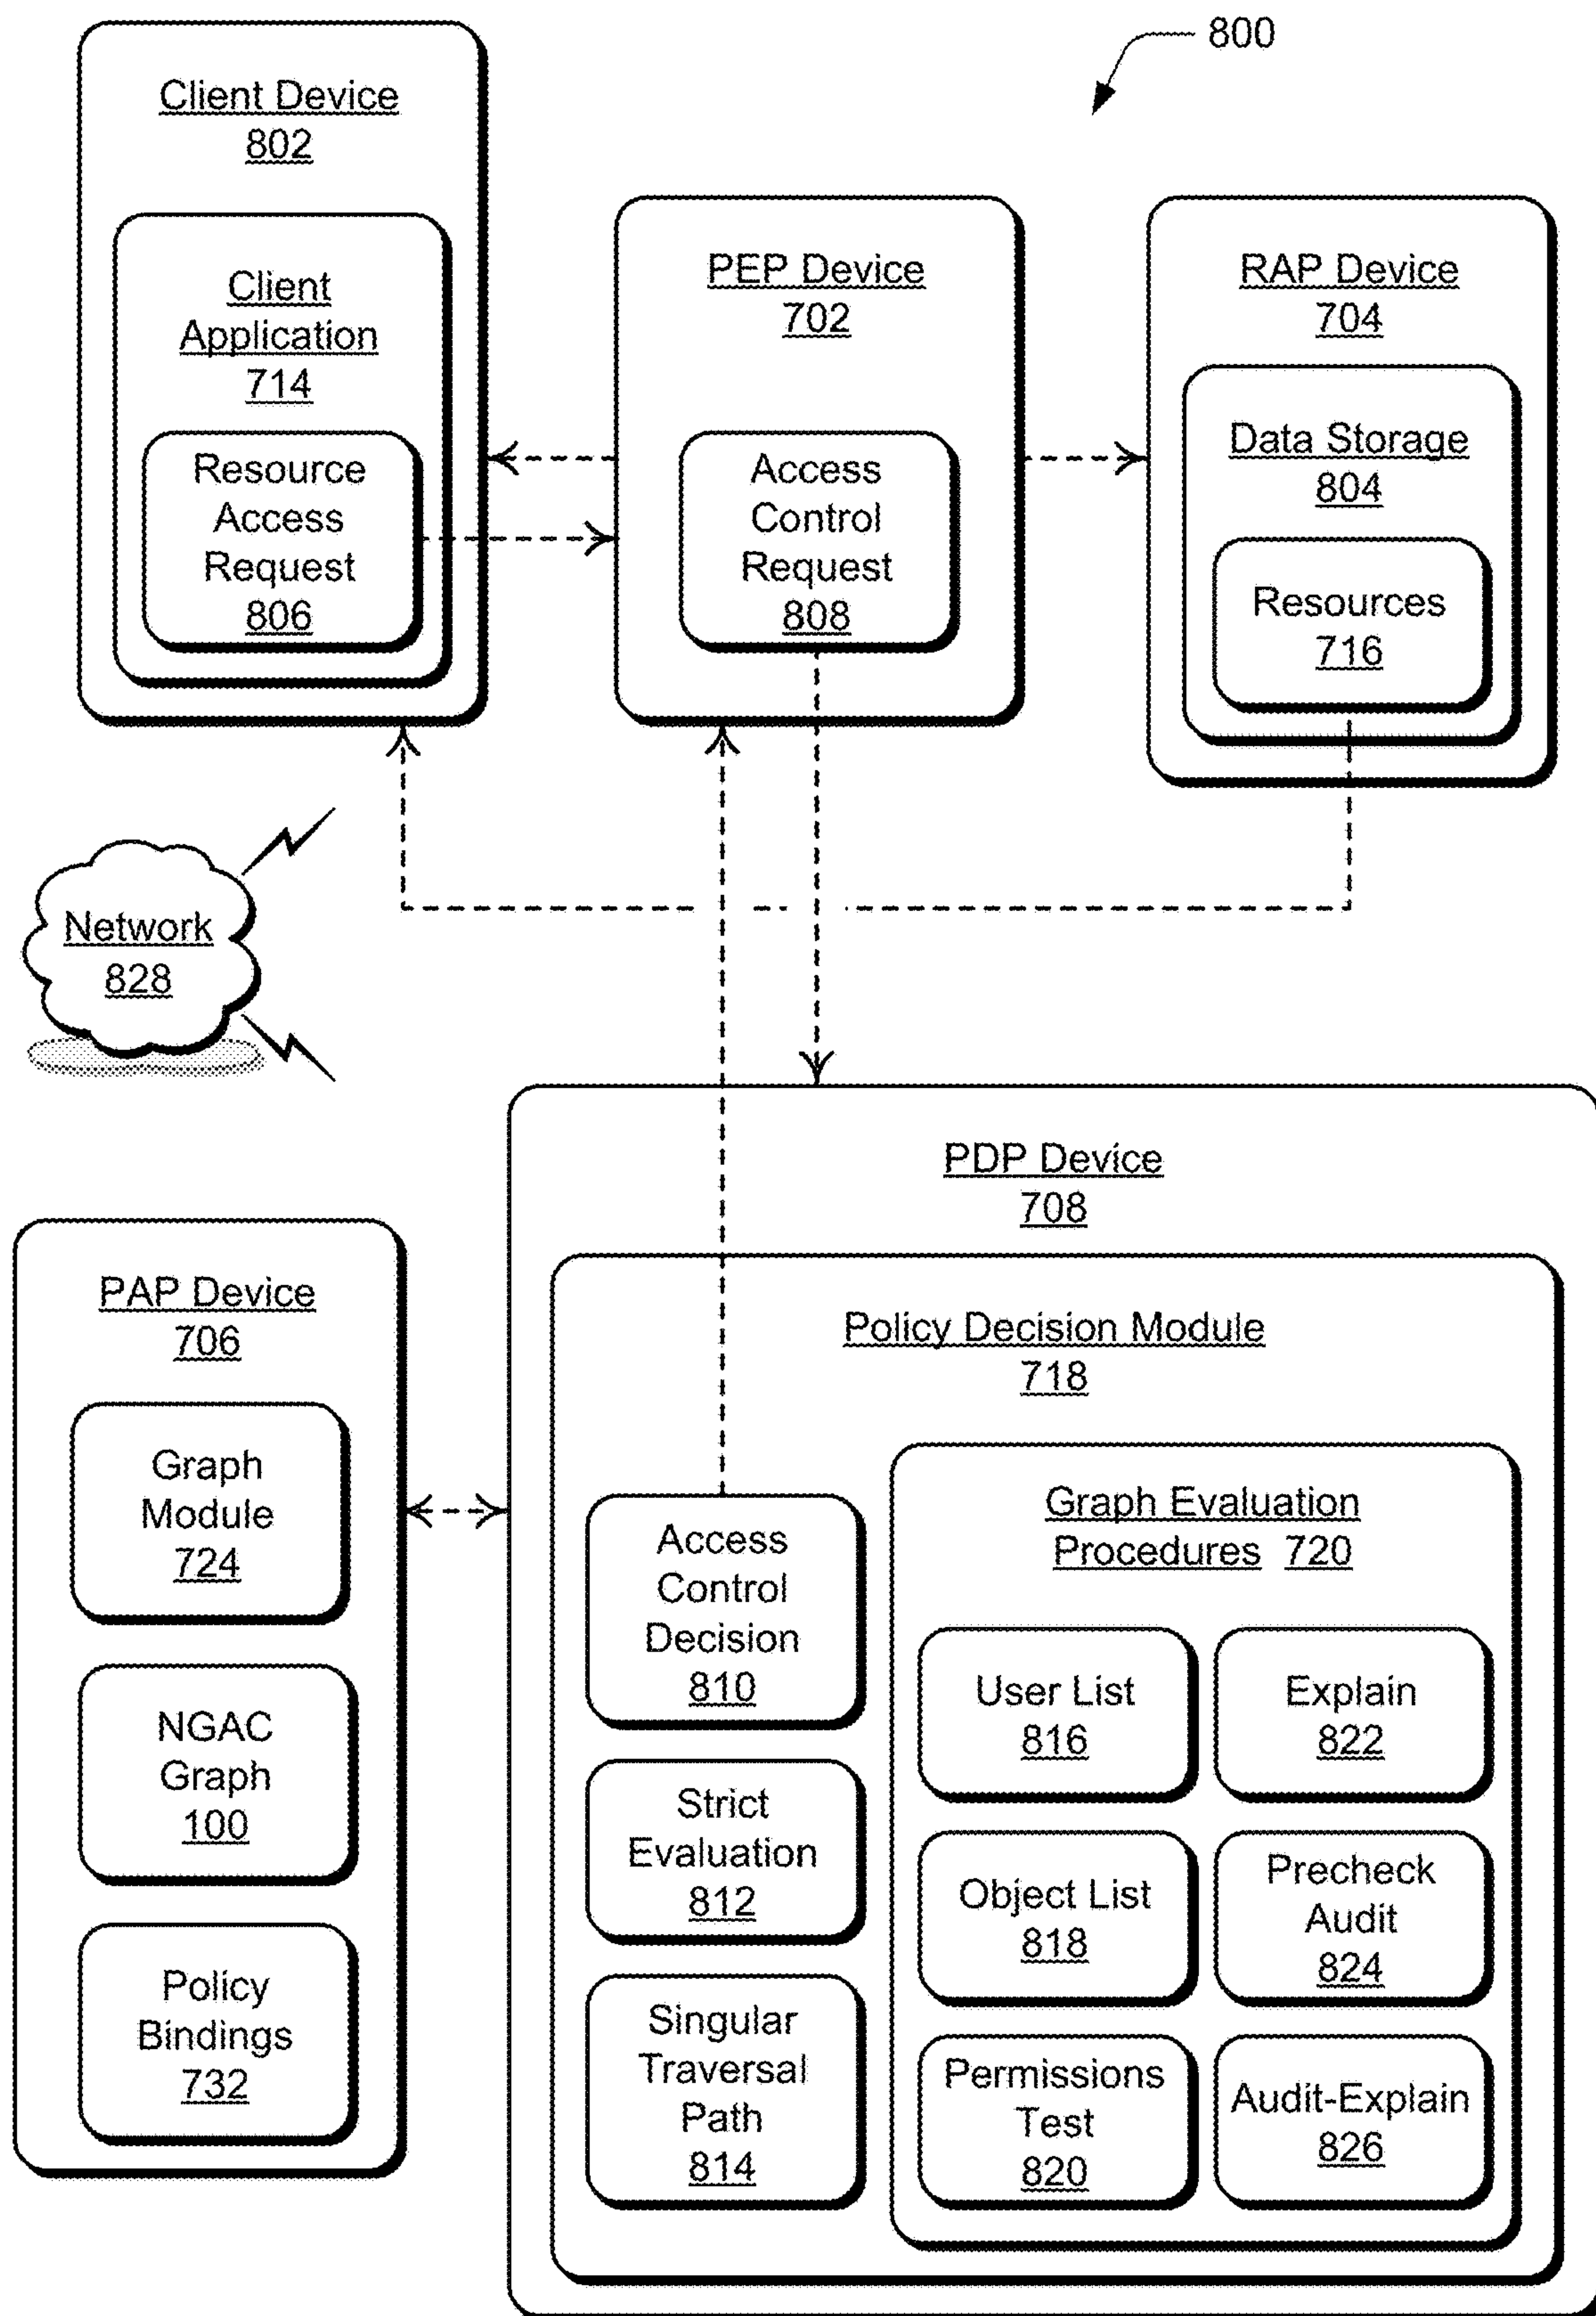 800
Client Device
802
Client
Application
714
Resource
Access
Request
806
PEP Device
702
Access
Control
Request
808
RAP Device
704
Data Storage
804
Resources
716
Network
828
PAP Device
706
Graph
Module
724
NGAC
Graph
100
Policy
Bindings
732
PDP Device
708
Policy Decision Module
718
Access
Control
Decision
810
Strict
Evaluation
812
Singular
Traversal
Path
814
Graph Evaluation
Procedures 720
User List
816
Explain
822
Object List
818
Precheck
Audit
824
Permissions
Test
820
Audit-Explain
826